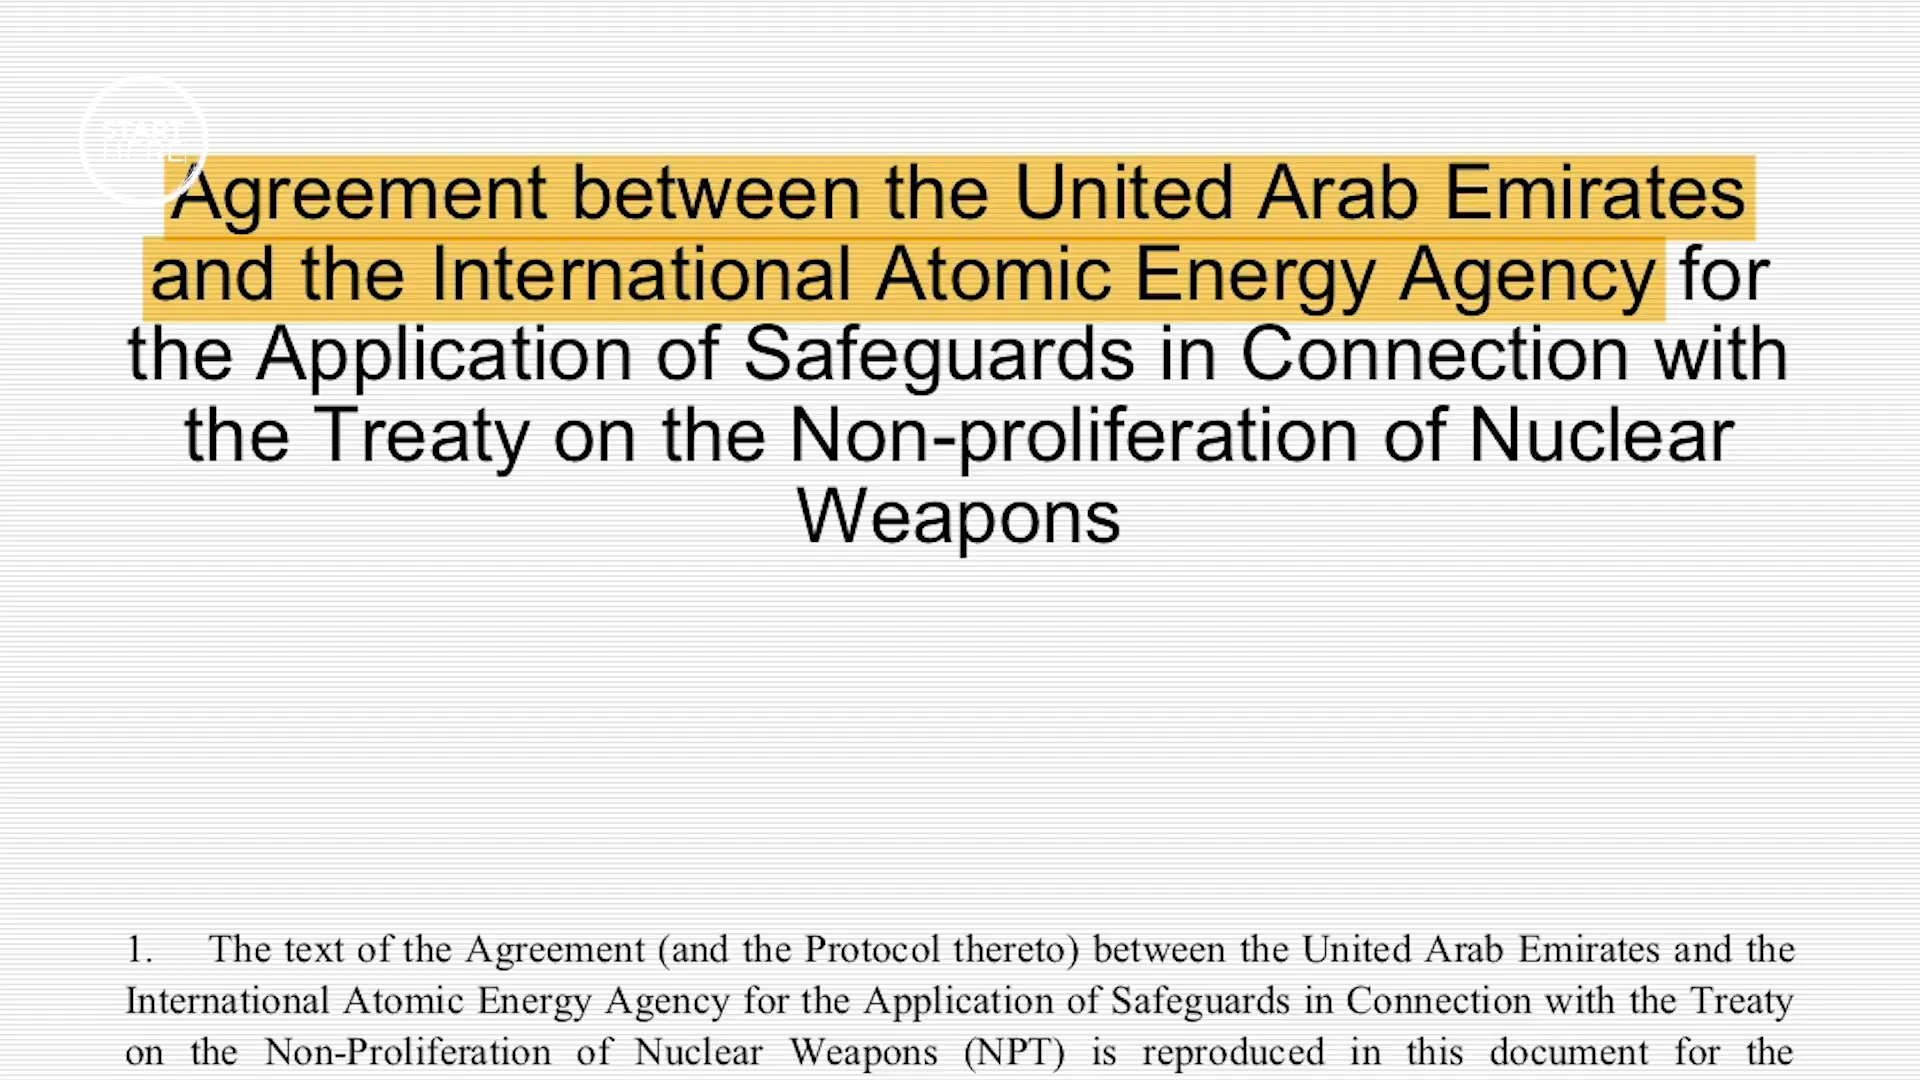 START
HERE
Agreement between the United Arab Emirates
and the International Atomic Energy Agency for
the Application of Safeguards in Connection with
the Treaty on the Non-proliferation of Nuclear
Weapons
1. The text of the Agreement (and the Protocol thereto) between the United Arab Emirates and the
International Atomic Energy Agency for the Application of Safeguards in Connection with the Treaty
on the Non-Proliferation of Nuclear Weapons (NPT) is reproduced in this document for the